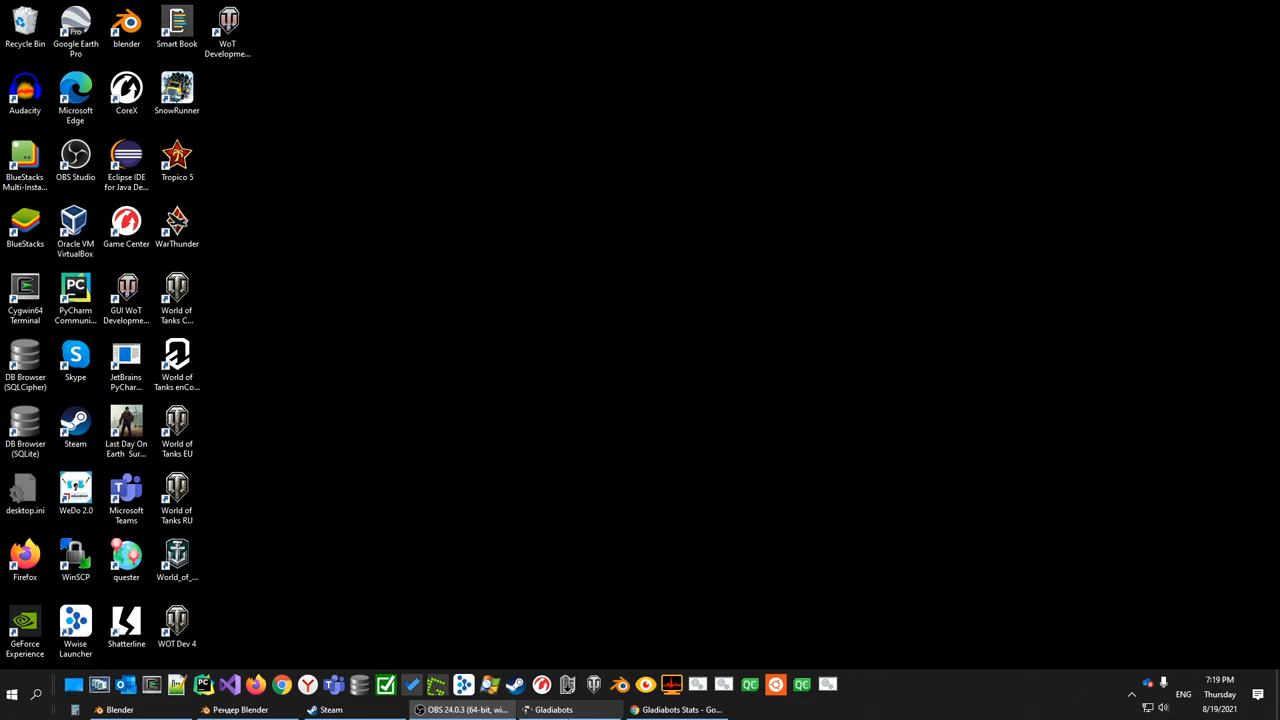 Recycle Bin
Google Earth
Pro
blender
Smart Book
WoT
Developme...
Audacity
Microsoft
Edge
CoreX
SnowRunner
BlueStacks
Multi-Insta...
OBS Studio
Eclipse IDE
for Java De...
Tropico 5
BlueStacks
Oracle VM
VirtualBox
Game Center
WarThunder
Cygwin64
Terminal
PyCharm
Communi...
GUI WoT
Developme...
World of
Tanks C...
DB Browser
(SQLCipher)
Skype
JetBrains
PyChar...
World of
Tanks enCo...
DB Browser
(SQLite)
Steam
Last Day On
Earth Sur...
World of
Tanks EU
desktop.ini
WeDo 2.0
Microsoft
Teams
World of
Tanks RU
Firefox
WinSCP
quester
World_of_...
GeForce
Experience
Wwise
Launcher
Shatterline
WOT Dev 4
Blender
Рендер Blender
Steam
OBS 24.0.3 (64-bit, wi...
Gladiabots
Gladiabots Stats - Go...
ENG
7:19 PM
Thursday
8/19/2021